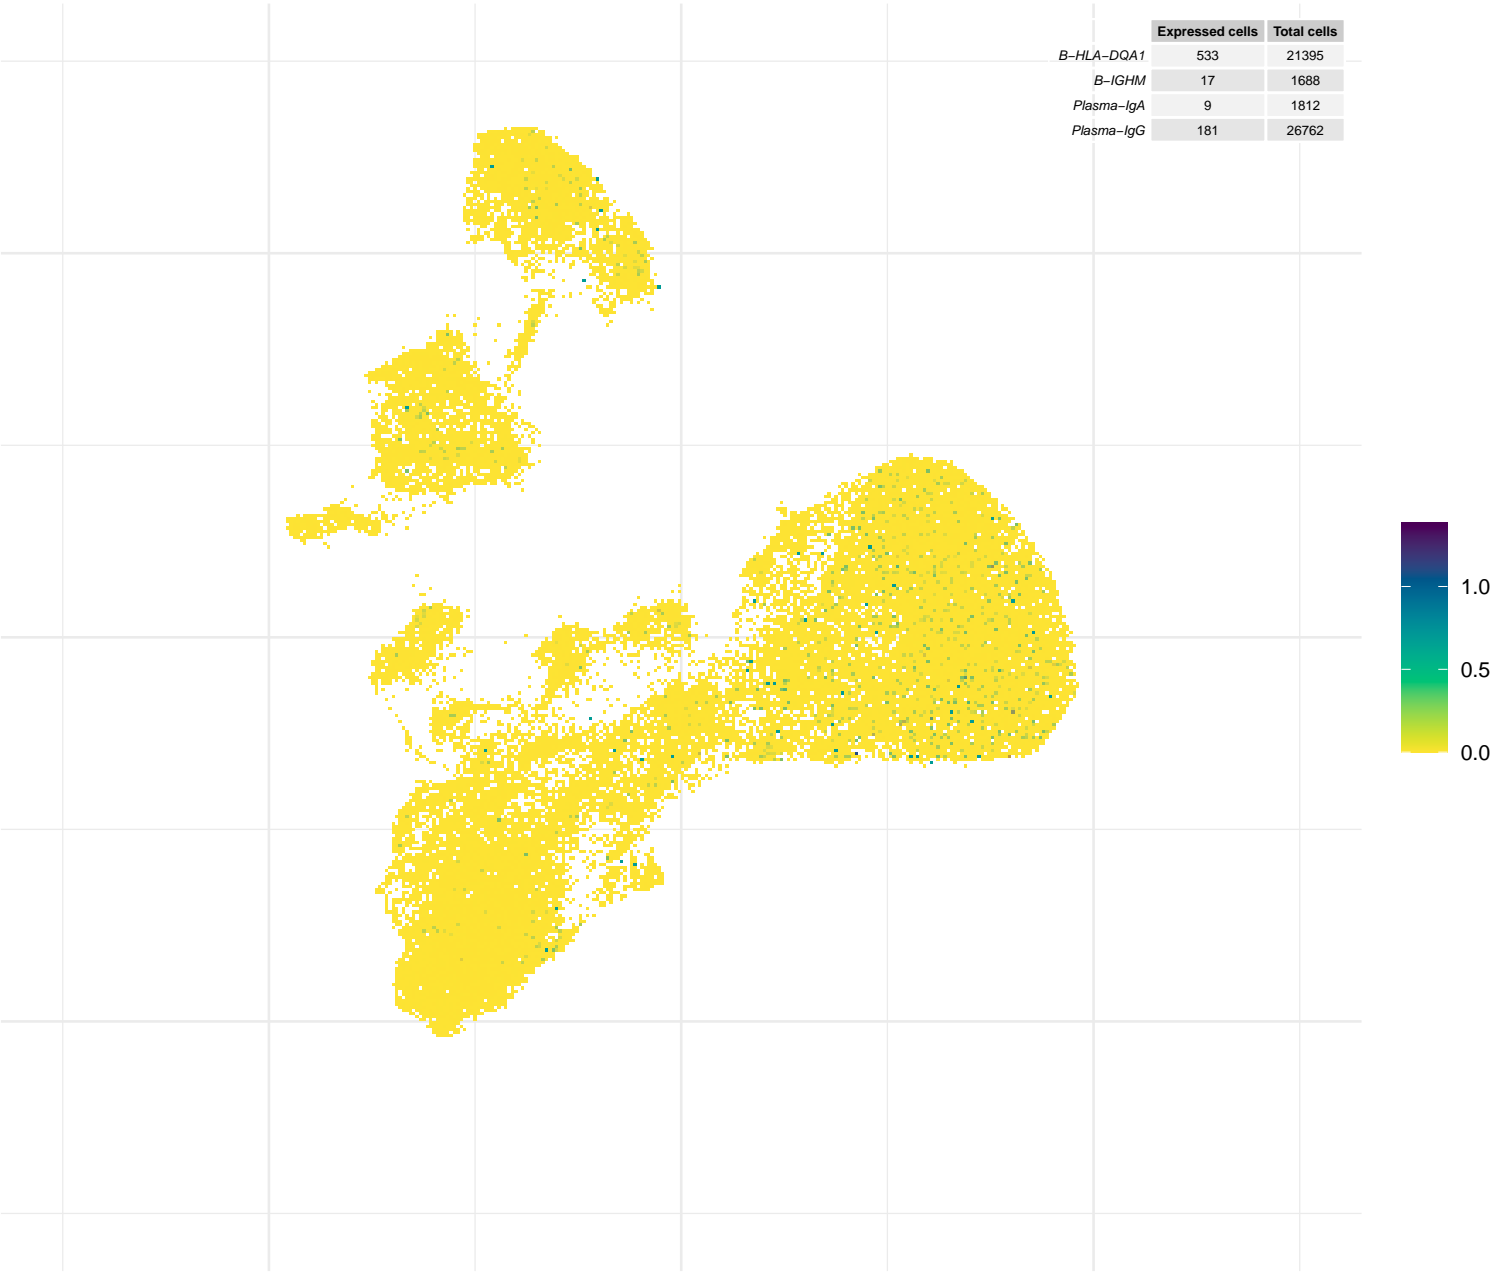 Expressed cells Total cells
B−HLA−DQA1 533 21395
B−IGHM 17 1688
Plasma−IgA 9 1812
Plasma−IgG 181 26762
1.0
0.5
0.0